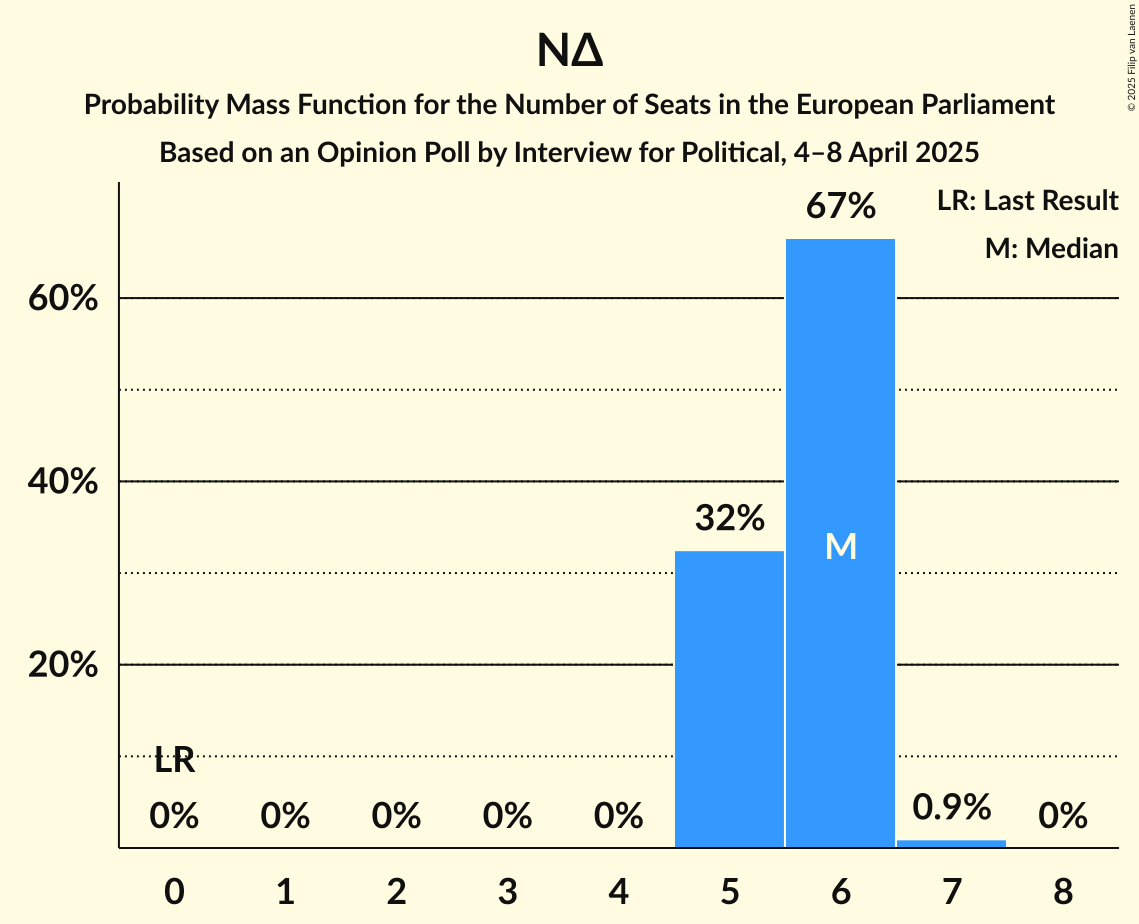 © 2025 Filip van Laenen
ΝΔ
Probability Mass Function for the Number of Seats in the European Parliament
Based on an Opinion Poll by Interview for Political, 4–8 April 2025
LR: Last Result
M: Median
67%
60%
40%
32%
M
20%
LR
0% 0% 0% 0% 0% 0.9% 0%
0 1 2 3 4 5 6 7 8